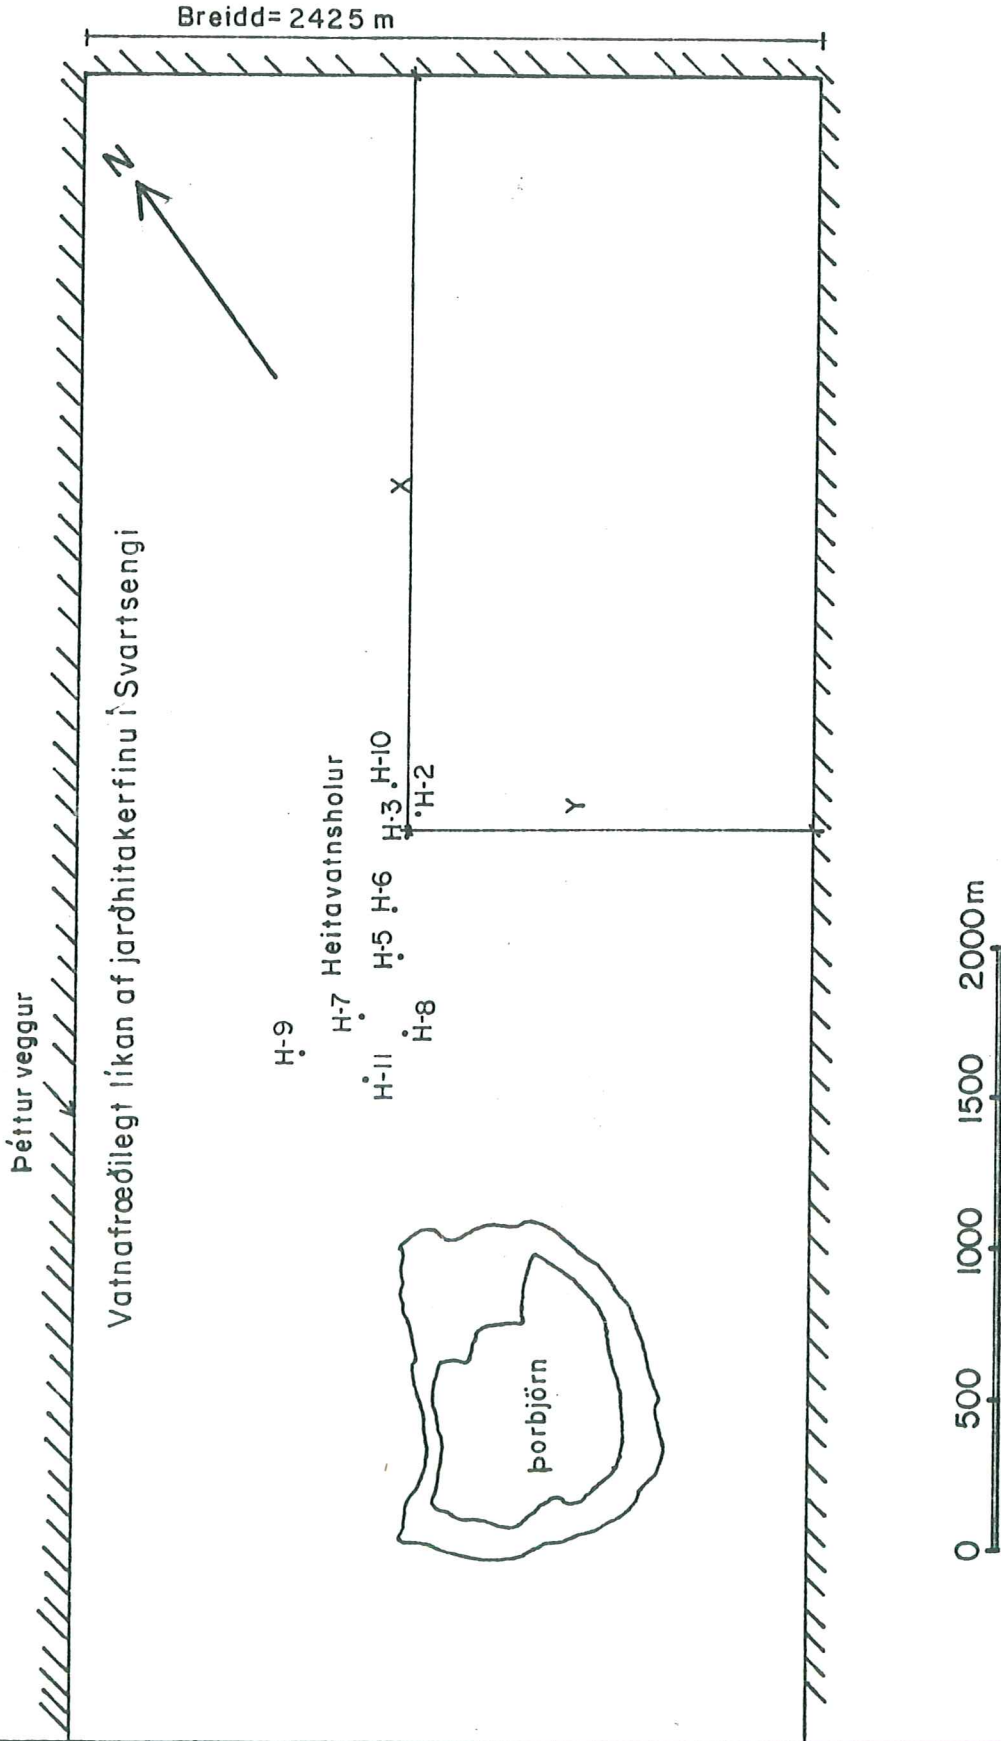 Breidd= 2425 m
N
Þéttur veggur
Vatnafrœðilegt líkan af jarðhitakerfinu í Svartsengi
X
Y
Heitavatnsholur
H-10
H-3
H-2
H-6
H-5
H-7
H-8
H-9
H-11
Þorbjörn
0 500 1000 1500 2000m